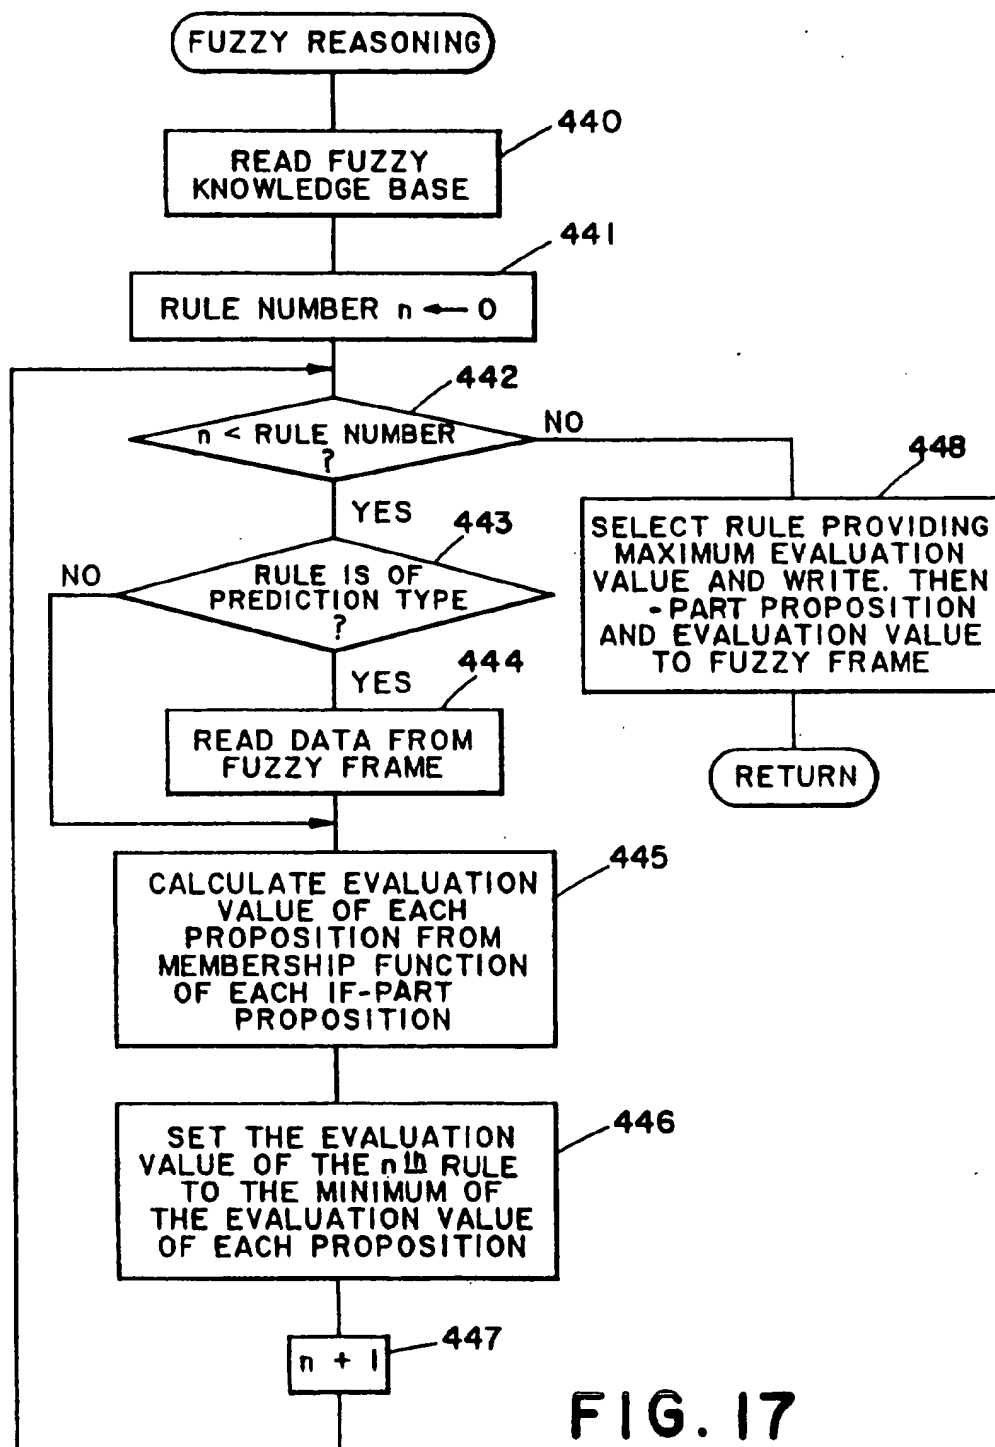 FUZZY REASONING
440
READ FUZZY
KNOWLEDGE BASE
441
RULE NUMBER n ← 0
442
n < RULE NUMBER
?
NO
YES
443
RULE IS OF
PREDICTION TYPE
?
NO
YES
444
READ DATA FROM
FUZZY FRAME
445
CALCULATE EVALUATION
VALUE OF EACH
PROPOSITION FROM
MEMBERSHIP FUNCTION
OF EACH IF-PART
PROPOSITION
446
SET THE EVALUATION
VALUE OF THE nth RULE
TO THE MINIMUM OF
THE EVALUATION VALUE
OF EACH PROPOSITION
447
n + 1
448
SELECT RULE PROVIDING
MAXIMUM EVALUATION
VALUE AND WRITE. THEN
-PART PROPOSITION
AND EVALUATION VALUE
TO FUZZY FRAME
RETURN
FIG. 17